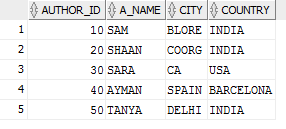 AUTHOR_ID A_NAME CITY COUNTRY
1 10 SAM BLORE INDIA
2 20 SHAAN COORG INDIA
3 30 SARA CA USA
4 40 AYMAN SPAIN BARCELONA
5 50 TANYA DELHI INDIA